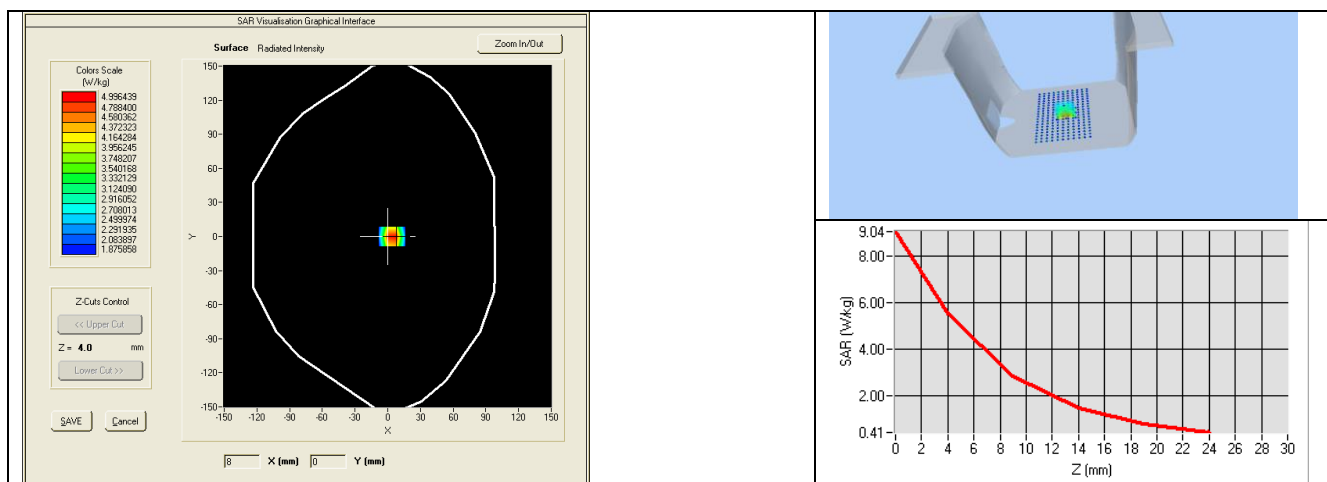 SAR Visualisation Graphical Interface
Surface Radiated Intensity
Zoom In/Out
Colors Scale
(W/kg)
4.996439
4.788400
4.580362
4.372323
4.164284
3.956245
3.748207
3.540168
3.332129
3.124090
2.916052
2.708013
2.499974
2.291935
2.083897
1.875858
Z-Cuts Control
<< Upper Cut
Z = 4.0 mm
Lower Cut >>
SAVE Cancel
150
120
90
60
30
0
-30
-60
-90
-120
-150
Y
-150 -120 -90 -60 -30 0 30 60 90 120 150
X
8 X (mm) 0 Y (mm)
9.04
8.00
6.00
4.00
2.00
0.41
SAR (W/kg)
0 2 4 6 8 10 12 14 16 18 20 22 24 26 28 30
Z (mm)